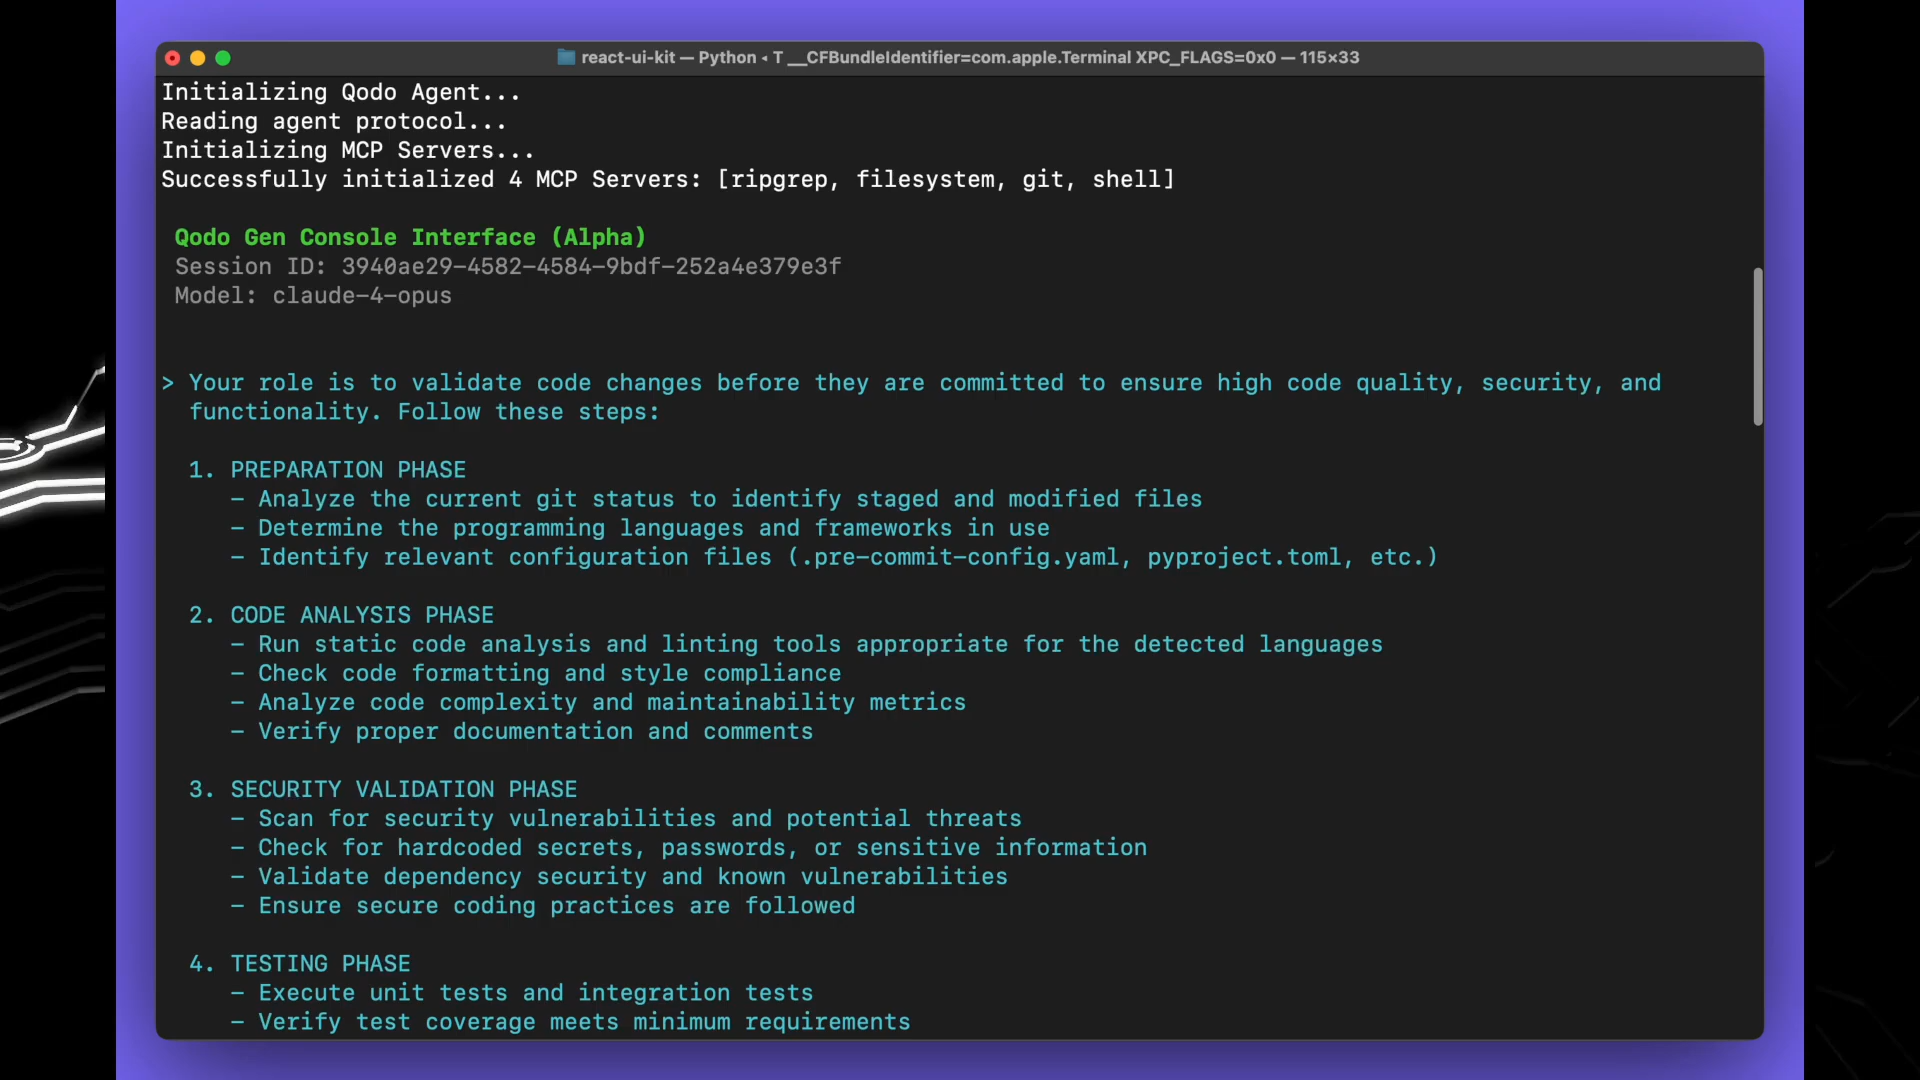 react-ui-kit — Python ◂ T __CFBundleIdentifier=com.apple.Terminal XPC_FLAGS=0x0 — 115×33
Initializing Qodo Agent...
Reading agent protocol...
Initializing MCP Servers...
Successfully initialized 4 MCP Servers: [ripgrep, filesystem, git, shell]
Qodo Gen Console Interface (Alpha)
Session ID: 3940ae29-4582-4584-9bdf-252a4e379e3f
Model: claude-4-opus
> Your role is to validate code changes before they are committed to ensure high code quality, security, and
functionality. Follow these steps:
1. PREPARATION PHASE
- Analyze the current git status to identify staged and modified files
- Determine the programming languages and frameworks in use
- Identify relevant configuration files (.pre-commit-config.yaml, pyproject.toml, etc.)
2. CODE ANALYSIS PHASE
- Run static code analysis and linting tools appropriate for the detected languages
- Check code formatting and style compliance
- Analyze code complexity and maintainability metrics
- Verify proper documentation and comments
3. SECURITY VALIDATION PHASE
- Scan for security vulnerabilities and potential threats
- Check for hardcoded secrets, passwords, or sensitive information
- Validate dependency security and known vulnerabilities
- Ensure secure coding practices are followed
4. TESTING PHASE
- Execute unit tests and integration tests
- Verify test coverage meets minimum requirements